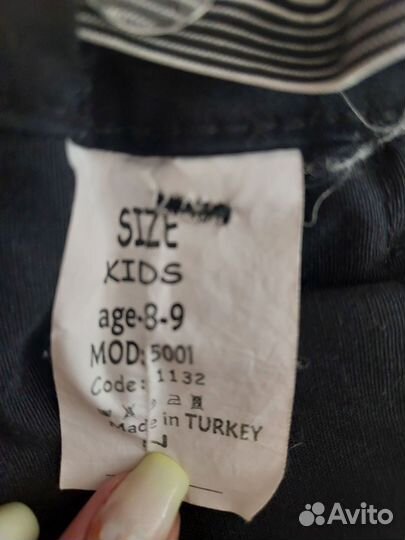 SIZE
KIDS
age-8-9
MOD: 5001
Code: 1132
Made in TURKEY
Avito